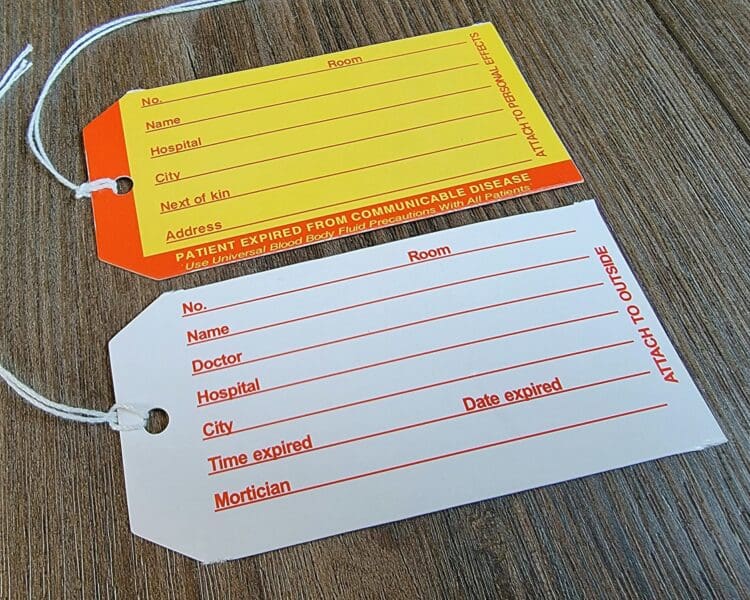 No. Room
Name
Hospital
City
Next of kin
Address
PATIENT EXPIRED FROM COMMUNICABLE DISEASE
Use Universal Blood Body Fluid Precautions With All Patients
ATTACH TO PERSONAL EFFECTS
No. Room
Name
Doctor
Hospital
City
Time expired Date expired
Mortician
ATTACH TO OUTSIDE